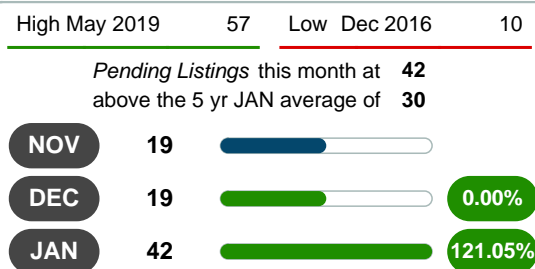 High May 2019 57 Low Dec 2016 10
Pending Listings this month at 42
above the 5 yr JAN average of 30
NOV 19
DEC 19 0.00%
JAN 42 121.05%